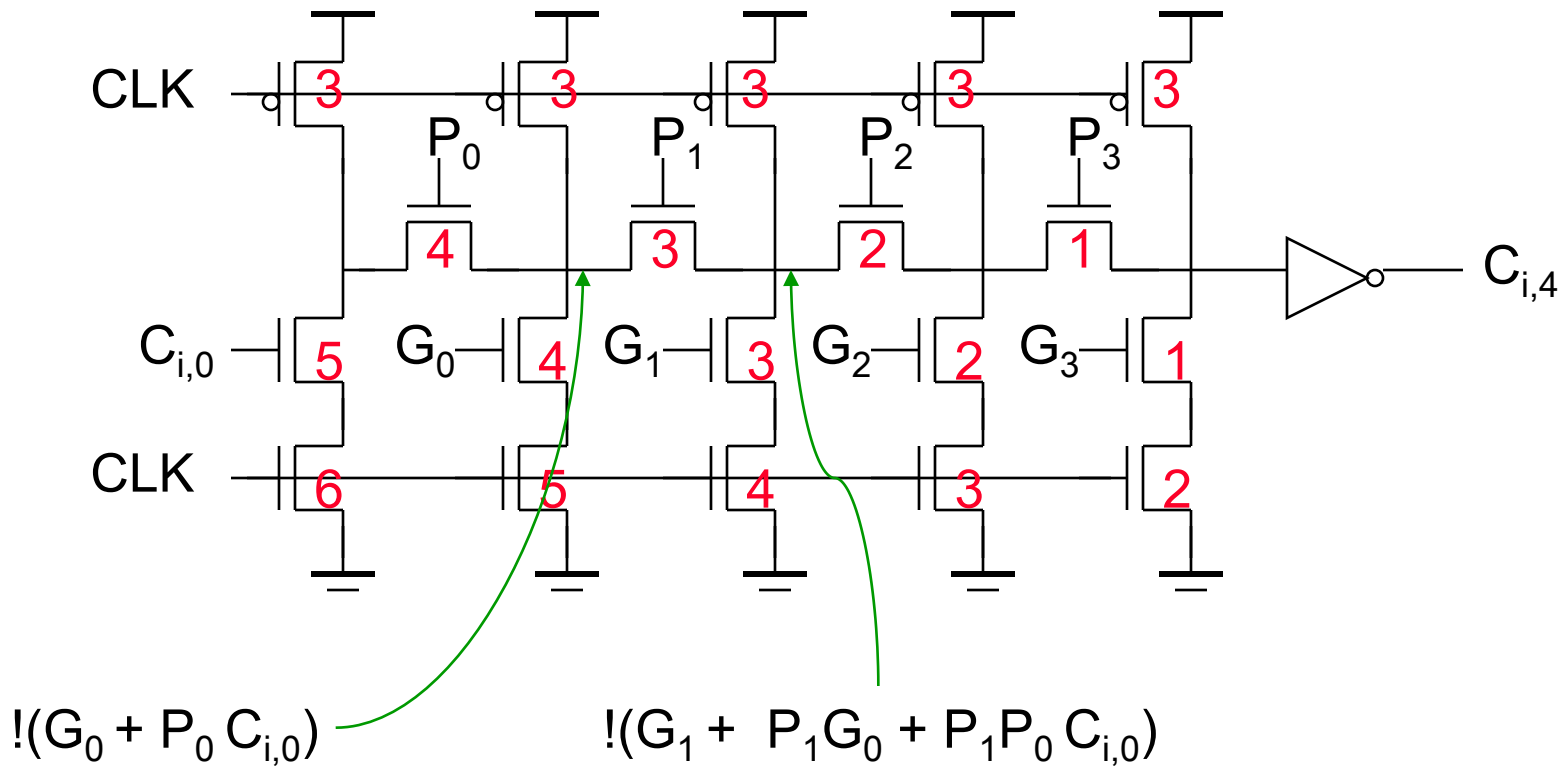 CLK 3 3 3 3 3
P0 P1 P2 P3
4 3 2 1 Ci,4
Ci,0 5 G0 4 G1 3 G2 2 G3 1
CLK 6 5 4 3 2
!(G0 + P0 Ci,0) !(G1 + P1G0 + P1P0 Ci,0)